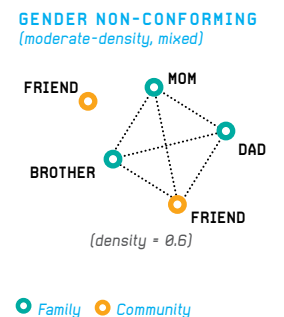 GENDER NON-CONFORMING
(moderate-density, mixed)
FRIEND
MOM
DAD
BROTHER
FRIEND
(density = 0.6)
Family Community